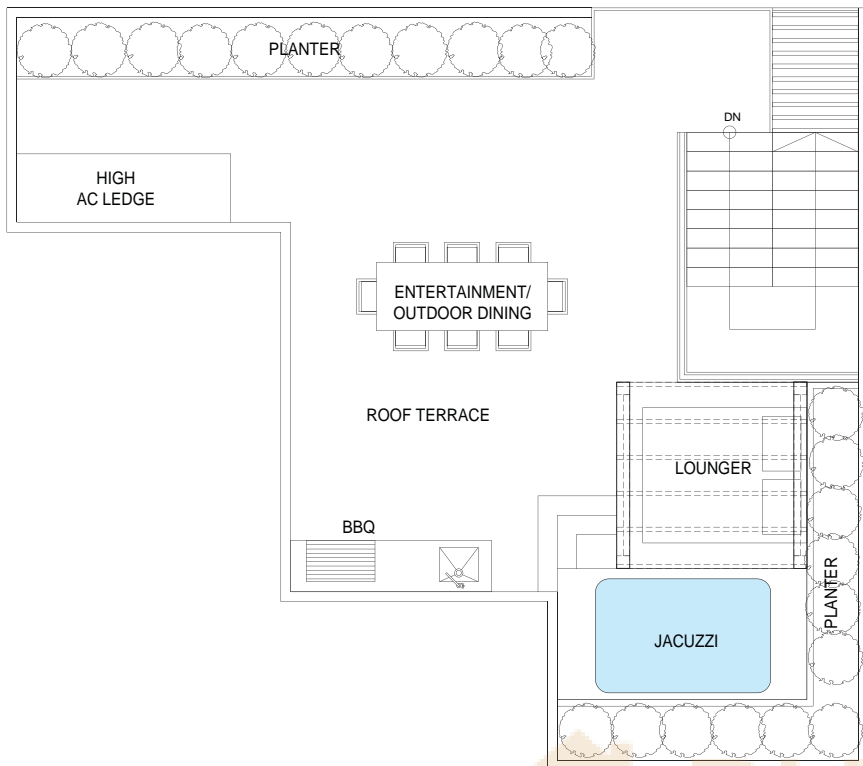 PLANTER
DN
HIGH
AC LEDGE
ENTERTAINMENT/
OUTDOOR DINING
ROOF TERRACE
LOUNGER
BBQ
PLANTER
JACUZZI